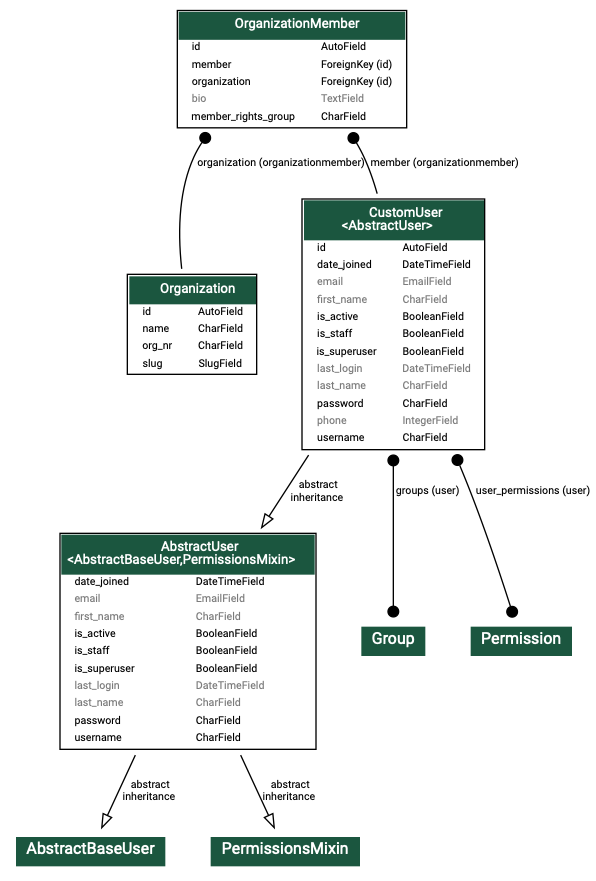 OrganizationMember
id AutoField
member ForeignKey (id)
organization ForeignKey (id)
bio TextField
member_rights_group CharField
organization (organizationmember)
member (organizationmember)
CustomUser
<AbstractUser>
id AutoField
date_joined DateTimeField
email EmailField
first_name CharField
is_active BooleanField
is_staff BooleanField
is_superuser BooleanField
last_login DateTimeField
last_name CharField
password CharField
phone IntegerField
username CharField
Organization
id AutoField
name CharField
org_nr CharField
slug SlugField
abstract
inheritance
groups (user)
user_permissions (user)
AbstractUser
<AbstractBaseUser,PermissionsMixin>
date_joined DateTimeField
email EmailField
first_name CharField
is_active BooleanField
is_staff BooleanField
is_superuser BooleanField
last_login DateTimeField
last_name CharField
password CharField
username CharField
Group
Permission
abstract
inheritance
abstract
inheritance
AbstractBaseUser
PermissionsMixin